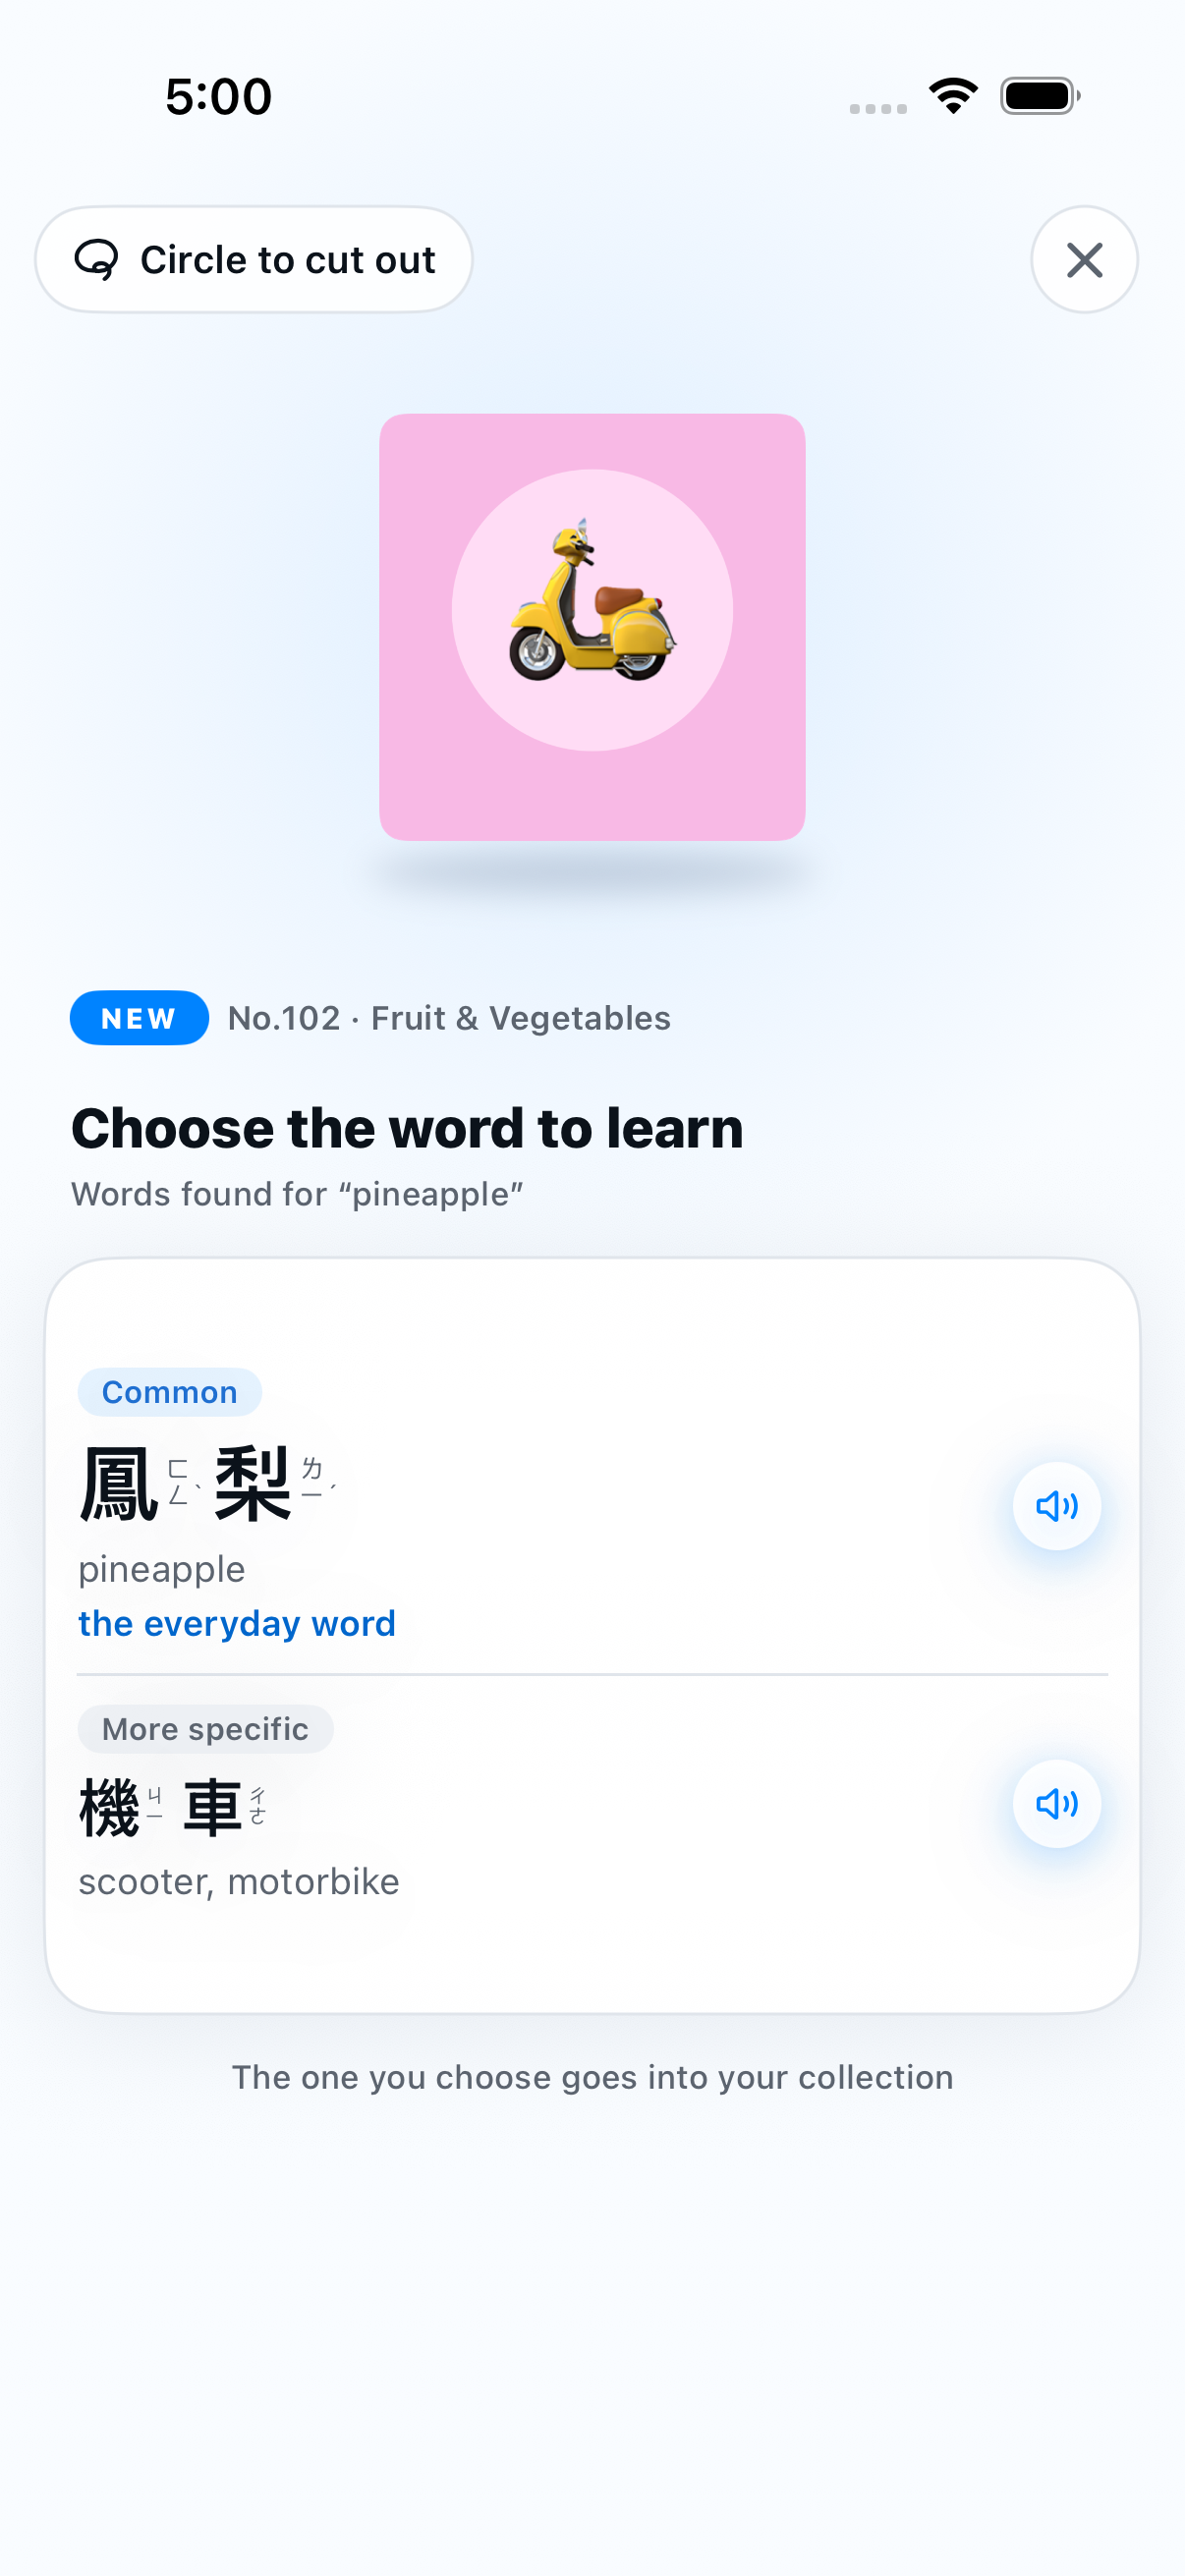 5:00
Circle to cut out
NEW No.102 · Fruit & Vegetables
Choose the word to learn
Words found for “pineapple”
Common
鳳ㄈㄥˋ梨ㄌㄧˊ
pineapple
the everyday word
More specific
機ㄐㄧ車ㄔㄜ
scooter, motorbike
The one you choose goes into your collection